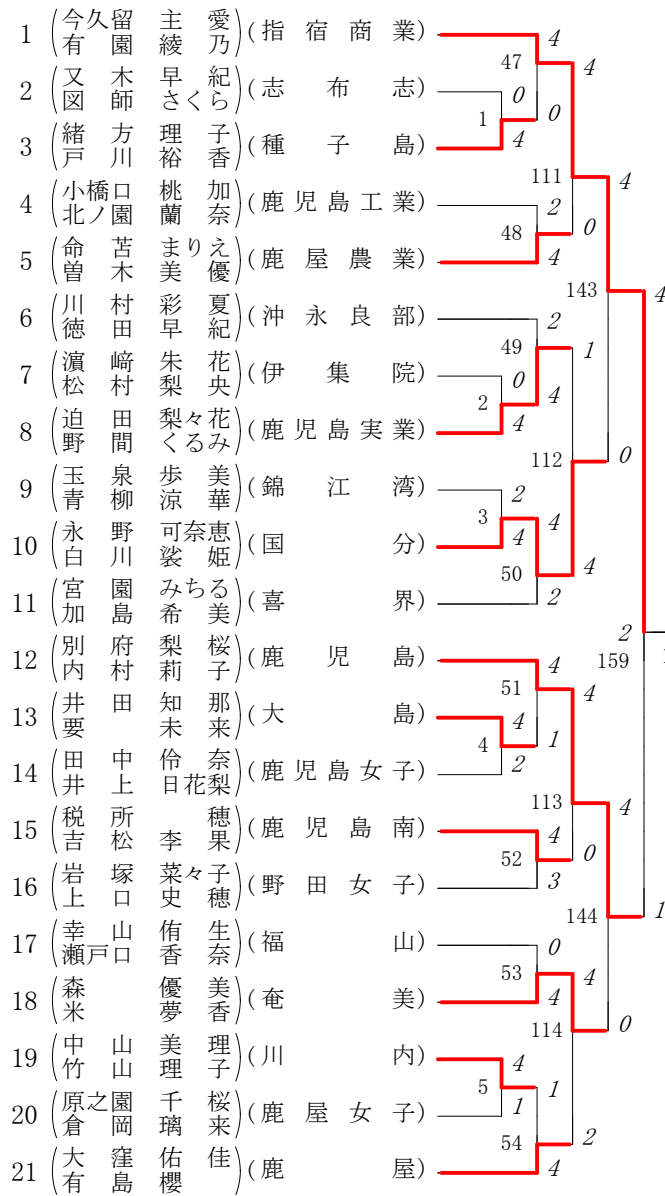 1 (今久留 主 愛 有 園 綾 乃) (指 宿 商 業) 4
47 4
2 (又 木 早 紀 図 師 さくら) (志 布 志) 0
1 0
3 (緒 方 理 子 戸 川 裕 香) (種 子 島) 4
111 4
4 (小橋口 桃 加 北ノ園 蘭 奈) (鹿児島工業) 2
48 0
5 (命 苫 まりえ 曽 木 美 優) (鹿 屋 農 業) 4
143 4
6 (川 村 彩 夏 徳 田 早 紀) (沖 永 良 部) 2
49 1
7 (濵 﨑 朱 花 松 村 梨 央) (伊 集 院) 0
2 4
8 (迫 田 梨々花 野 間 くるみ) (鹿児島実業) 4
112 0
9 (玉 泉 歩 美 青 柳 涼 華) (錦 江 湾) 2
3 4
10 (永 野 可奈恵 白 川 裟 姫) (国 分) 4
50 4
11 (宮 園 みちる 加 島 希 美) (喜 界) 2
2
159
12 (別 府 梨 桜 内 村 莉 子) (鹿 児 島) 4
51 4
13 (井 田 知 那 要 未 来) (大 島) 4
4 1
14 (田 中 伶 奈 井 上 日花梨) (鹿児島女子) 2
113 4
15 (税 所 穂 吉 松 李 果) (鹿 児 島 南) 4
52 0
16 (岩 塚 菜々子 上 口 史 穂) (野 田 女 子) 3
144 1
17 (幸 山 侑 生 瀬戸口 香 奈) (福 山) 0
53 4
18 (森 優 美 米 夢 香) (奄 美) 4
114 0
19 (中 山 美 理 竹 山 理 子) (川 内) 4
5 1
20 (原之園 千 桜 倉 岡 璃 来) (鹿 屋 女 子) 1
54 2
21 (大 窪 佑 佳 有 島 櫻) (鹿 屋) 4